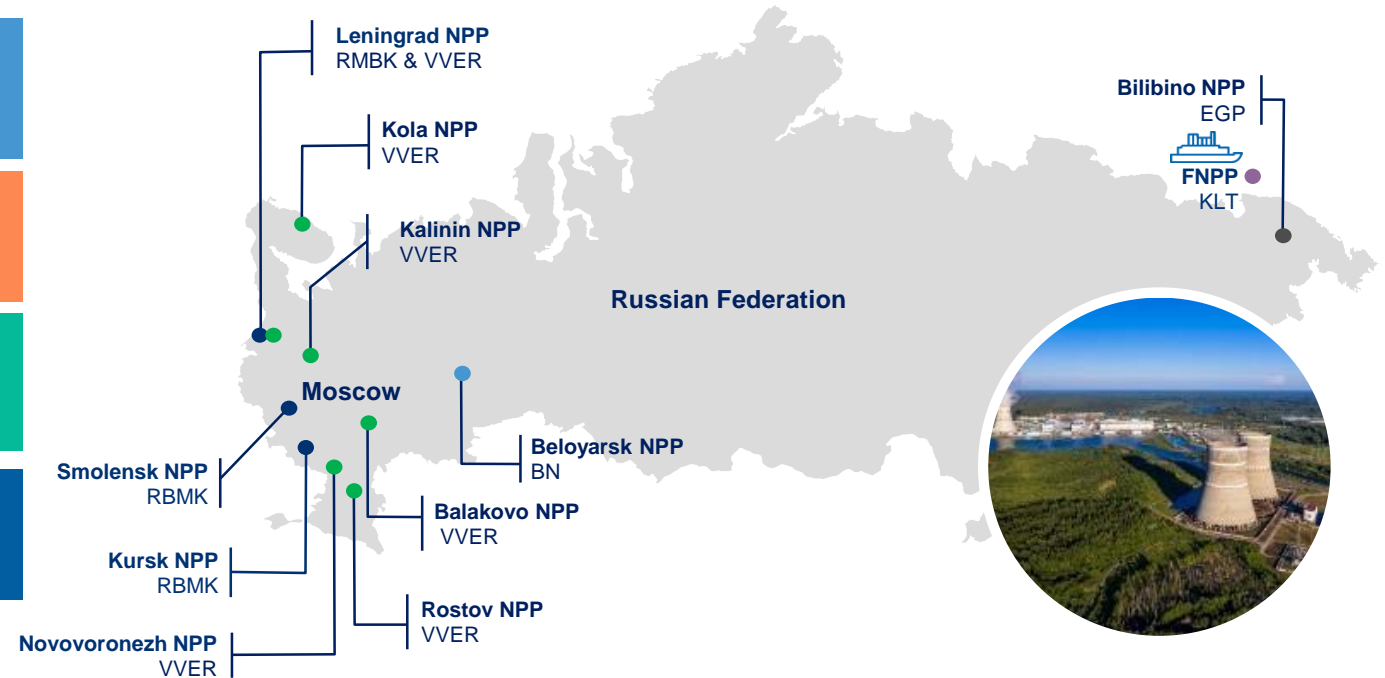 Leningrad NPP
RMBK & VVER
Bilibino NPP
EGP
Kola NPP
VVER
FNPP
KLT
Kalinin NPP
VVER
Russian Federation
Moscow
Beloyarsk NPP
BN
Smolensk NPP
RBMK
Balakovo NPP
VVER
Kursk NPP
RBMK
Rostov NPP
VVER
Novovoronezh NPP
VVER